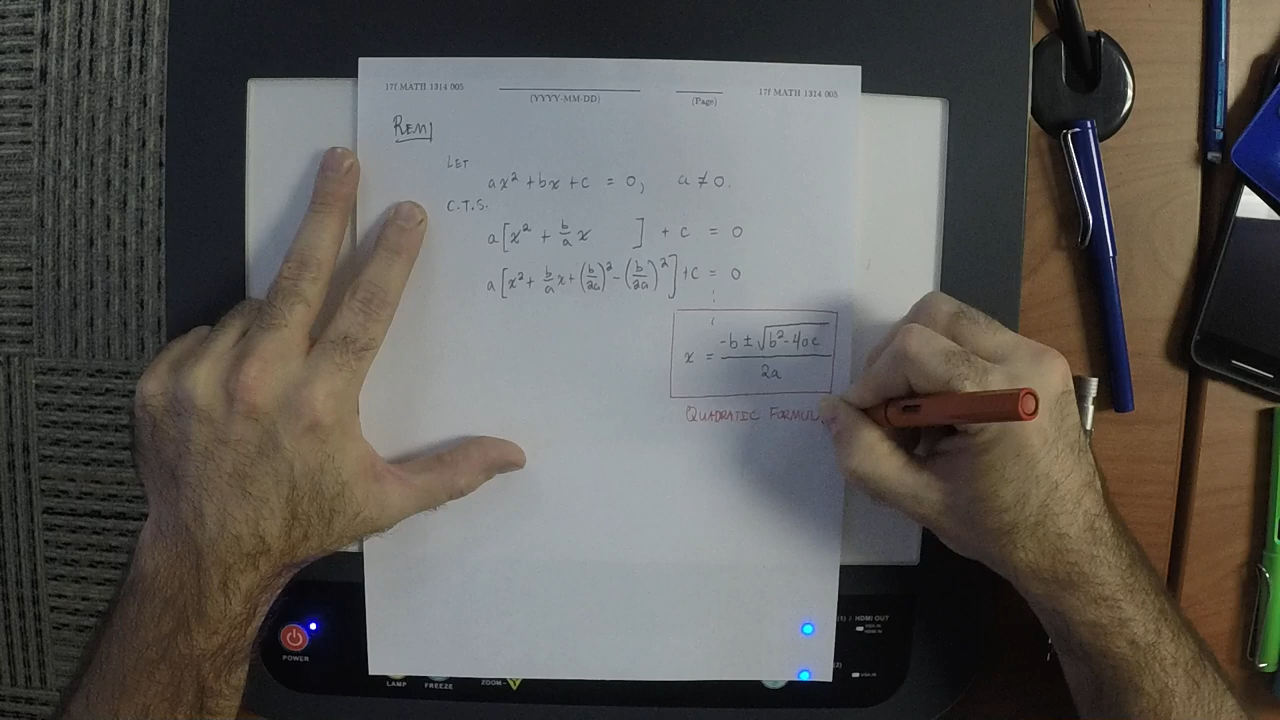 17f MATH 1314 005 (YYYY-MM-DD) (Page) 17f MATH 1314 005
REM
LET
ax² + bx + c = 0, a ≠ 0.
C.T.S.
a[x² + b/a x ] + c = 0
a[x² + b/a x + (b/2a)² - (b/2a)²] + c = 0
x = (-b ± √(b² - 4ac))/2a
QUADRATIC FORMUL
POWER
LAMP
FREEZE
ZOOM-
HDMI OUT